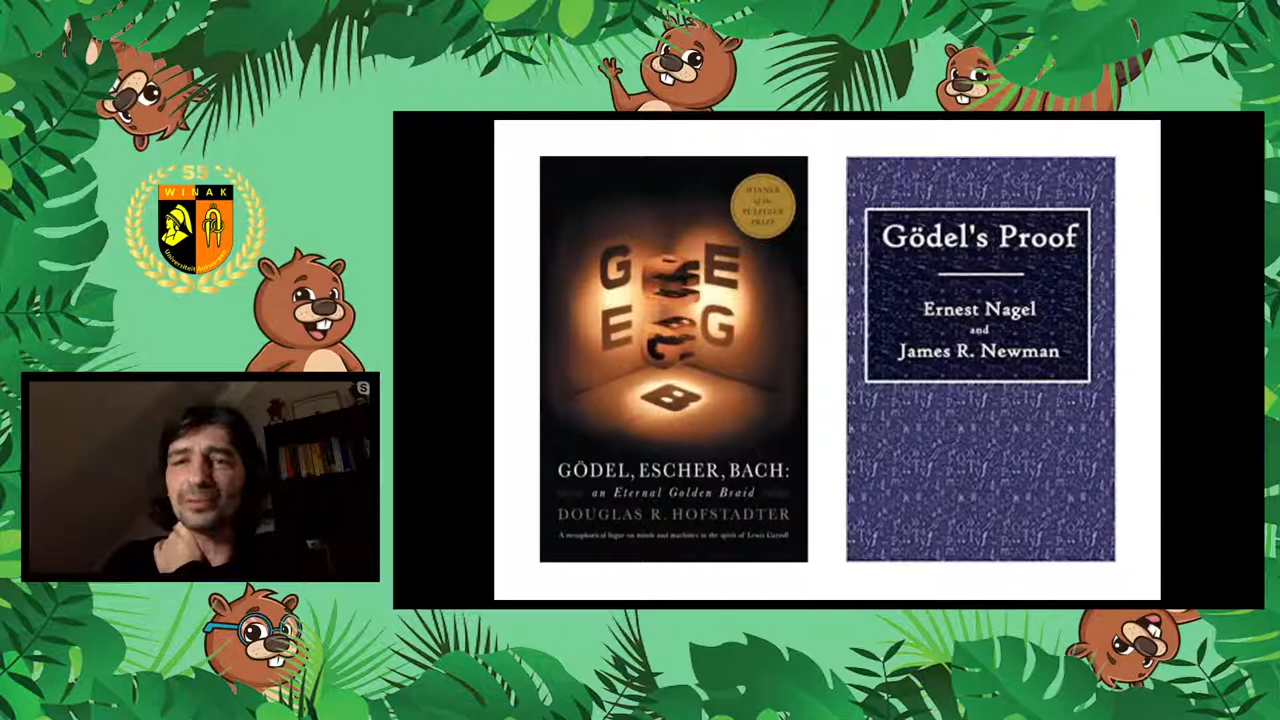 55
WINAK
Universiteit Antwerpen
S
WINNER
of the
PULITZER
PRIZE
G E
E G
B
GÖDEL, ESCHER, BACH:
an Eternal Golden Braid
DOUGLAS R. HOFSTADTER
A metaphorical fugue on minds and machines in the spirit of Lewis Carroll
Gödel's Proof
Ernest Nagel
and
James R. Newman